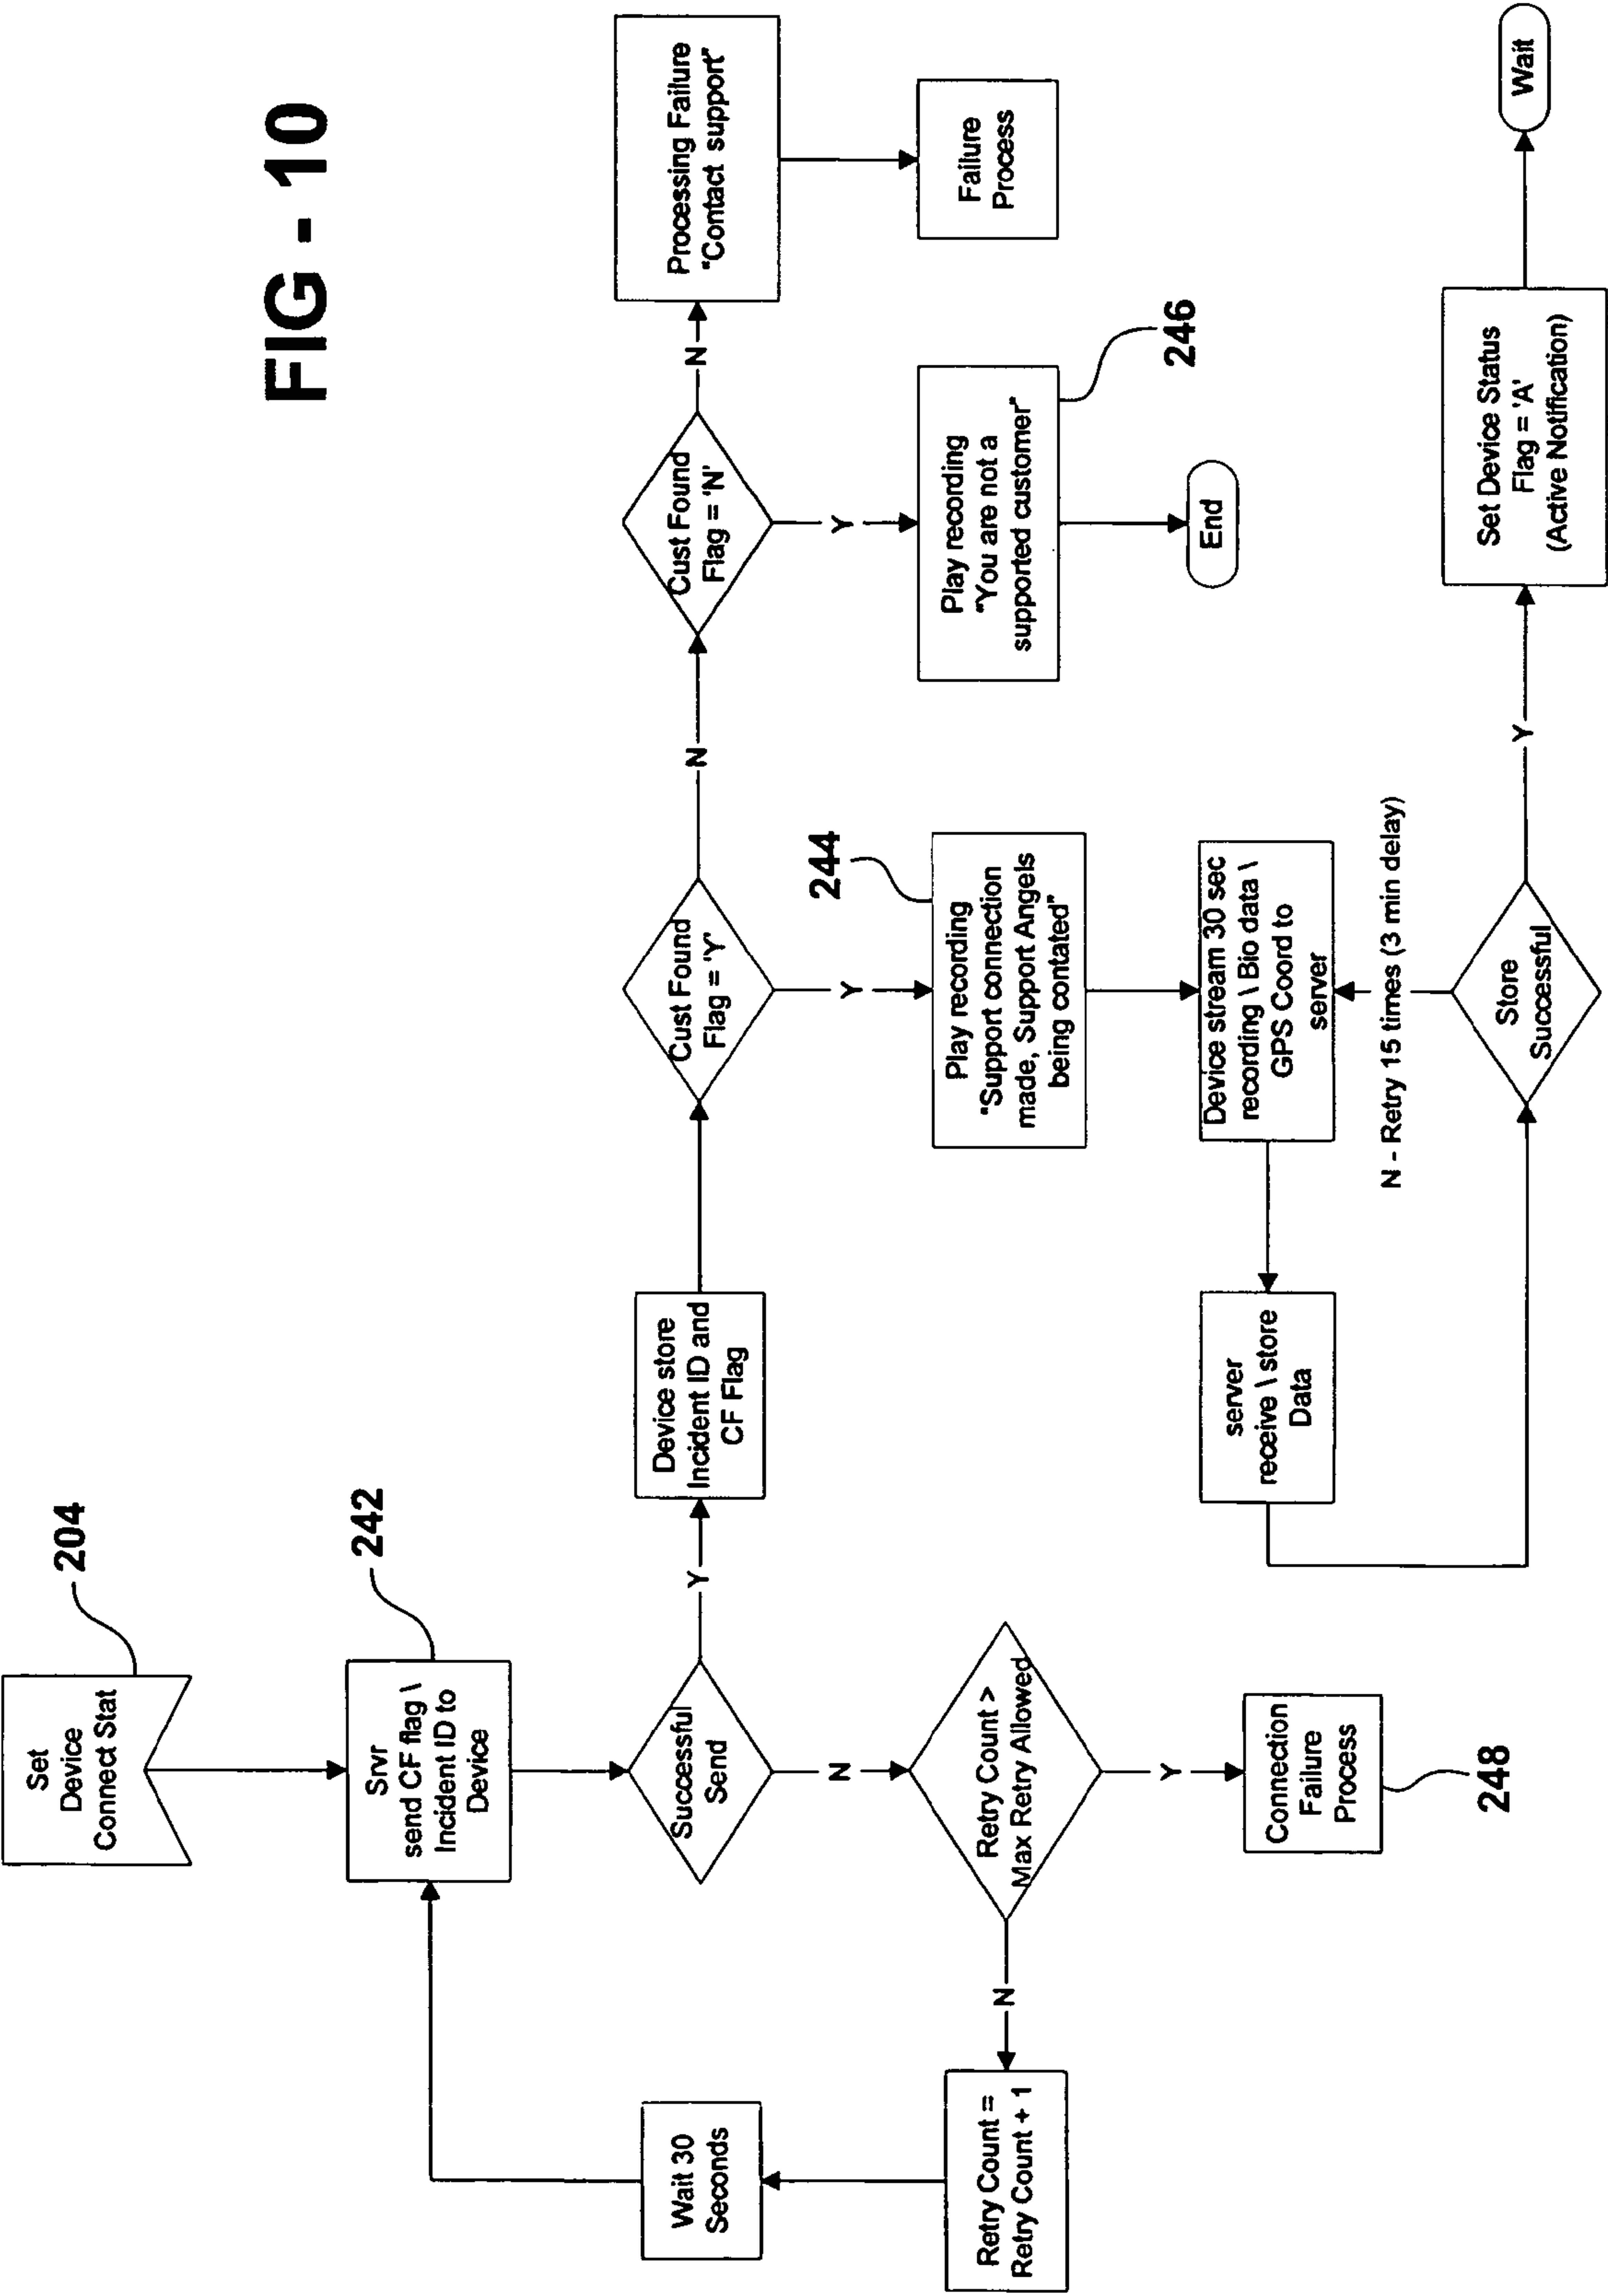 FIG - 10
Set
Device
Connect Stat
204
Srvr
send CF flag \
Incident ID to
Device
242
Successful
Send
Y
N
Device store
Incident ID and
CF Flag
Cust Found
Flag = 'Y'
N
Y
Cust Found
Flag = 'N'
N
Y
Processing Failure
"Contact support"
Failure
Process
Wait 30
Seconds
Retry Count >
Max Retry Allowed
N
Y
Retry Count =
Retry Count + 1
Connection
Failure
Process
248
244
Play recording
"Support connection
made, Support Angels
being contated"
Play recording
"You are not a
supported customer"
246
End
Device stream 30 sec
recording \ Bio data \
GPS Coord to
server
server
receive \ store
Data
N - Retry 15 times (3 min delay)
Store
Successful
Y
Set Device Status
Flag = 'A'
(Active Notification)
Wait